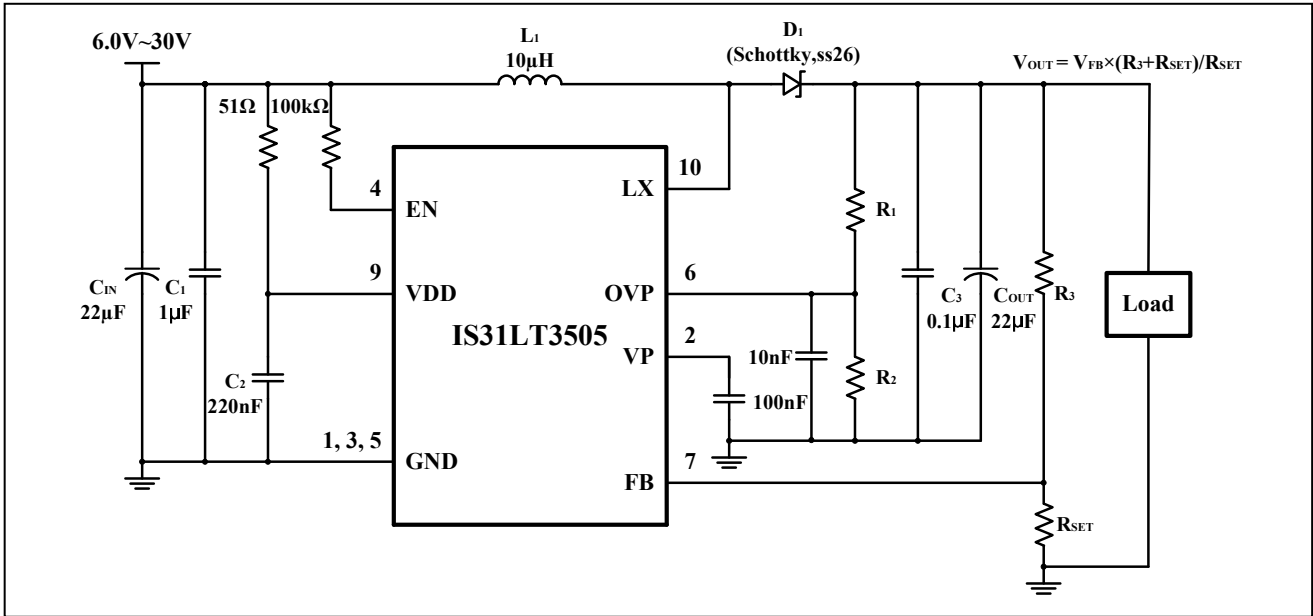 6.0V~30V
L1
10μH
D1
(Schottky,ss26)
VOUT = VFB×(R3+RSET)/RSET
51Ω
100kΩ
4
EN
10
LX
R1
CIN
22μF
C1
1μF
9
VDD
6
OVP
C3
0.1μF
COUT
22μF
R3
Load
IS31LT3505
2
VP
10nF
R2
C2
220nF
100nF
1, 3, 5
GND
7
FB
RSET